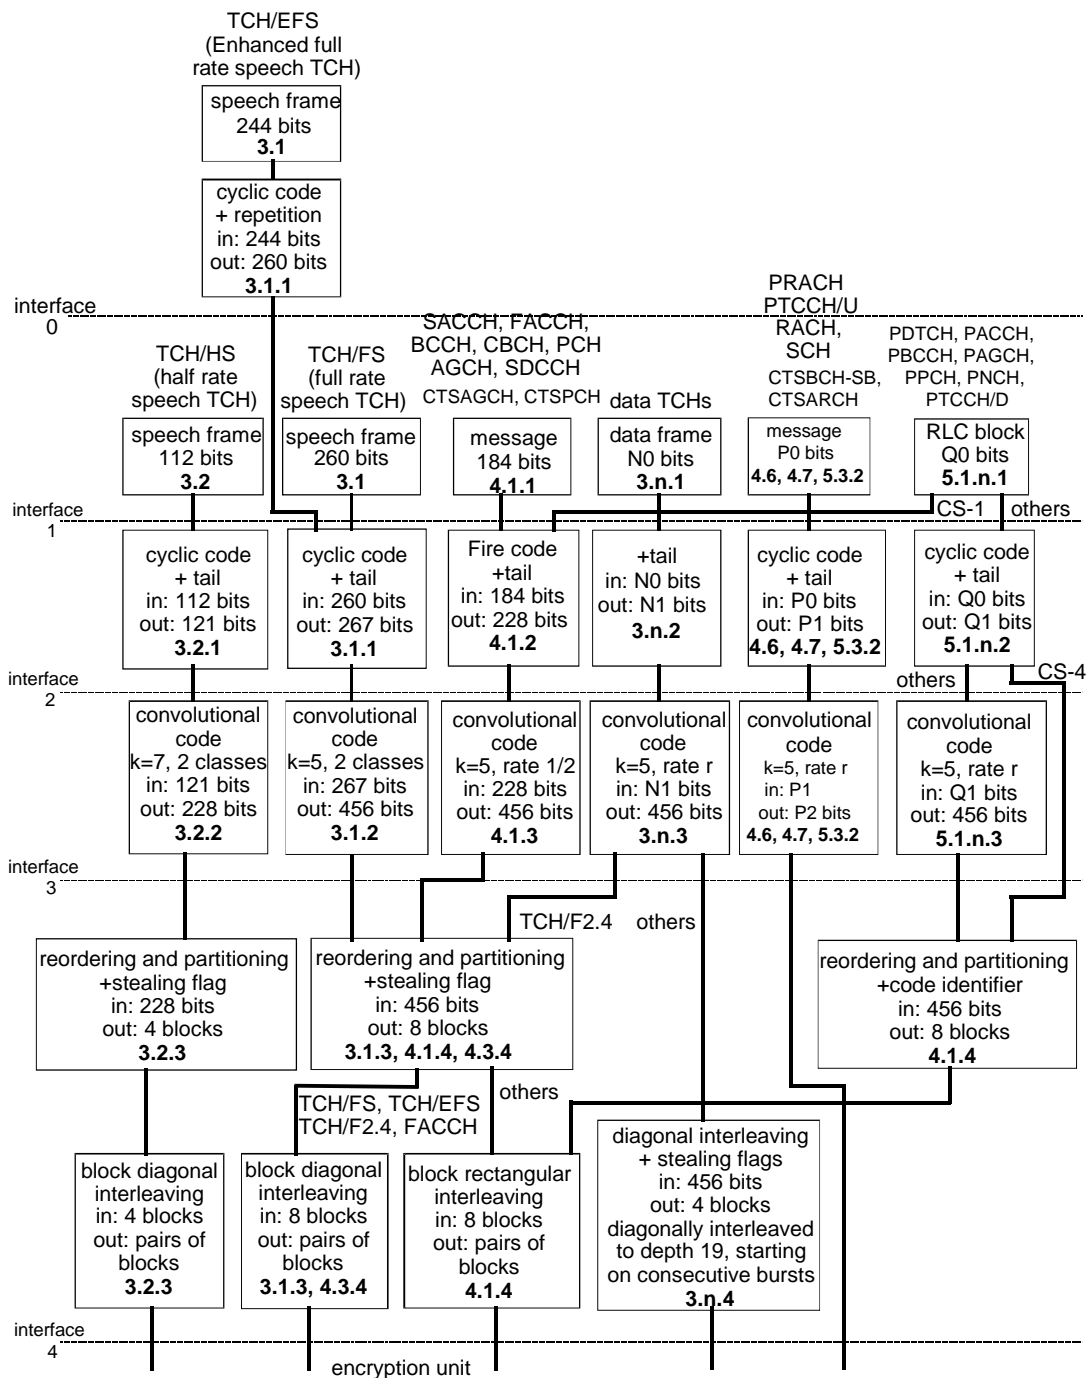 TCH/EFS
(Enhanced full
rate speech TCH)
speech frame
244 bits
3.1
cyclic code
+ repetition
in: 244 bits
out: 260 bits
3.1.1
interface
0
TCH/HS
(half rate
speech TCH)
speech frame
112 bits
3.2
TCH/FS
(full rate
speech TCH)
speech frame
260 bits
3.1
SACCH, FACCH,
BCCH, CBCH, PCH
AGCH, SDCCH
CTSAGCH, CTSPCH
message
184 bits
4.1.1
data TCHs
data frame
N0 bits
3.n.1
PRACH
PTCCH/U
RACH,
SCH
CTSBCH-SB,
CTSARCH
message
P0 bits
4.6, 4.7, 5.3.2
PDTCH, PACCH,
PBCCH, PAGCH,
PPCH, PNCH,
PTCCH/D
RLC block
Q0 bits
5.1.n.1
interface
1
CS-1
others
cyclic code
+ tail
in: 112 bits
out: 121 bits
3.2.1
cyclic code
+ tail
in: 260 bits
out: 267 bits
3.1.1
Fire code
+tail
in: 184 bits
out: 228 bits
4.1.2
+tail
in: N0 bits
out: N1 bits
3.n.2
cyclic code
+ tail
in: P0 bits
out: P1 bits
4.6, 4.7, 5.3.2
cyclic code
+ tail
in: Q0 bits
out: Q1 bits
5.1.n.2
interface
2
others
CS-4
convolutional
code
k=7, 2 classes
in: 121 bits
out: 228 bits
3.2.2
convolutional
code
k=5, 2 classes
in: 267 bits
out: 456 bits
3.1.2
convolutional
code
k=5, rate 1/2
in: 228 bits
out: 456 bits
4.1.3
convolutional
code
k=5, rate r
in: N1 bits
out: 456 bits
3.n.3
convolutional
code
k=5, rate r
in: P1
out: P2 bits
4.6, 4.7, 5.3.2
convolutional
code
k=5, rate r
in: Q1 bits
out: 456 bits
5.1.n.3
interface
3
TCH/F2.4
others
reordering and partitioning
+stealing flag
in: 228 bits
out: 4 blocks
3.2.3
reordering and partitioning
+stealing flag
in: 456 bits
out: 8 blocks
3.1.3, 4.1.4, 4.3.4
reordering and partitioning
+code identifier
in: 456 bits
out: 8 blocks
4.1.4
TCH/FS, TCH/EFS
TCH/F2.4, FACCH
others
block diagonal
interleaving
in: 4 blocks
out: pairs of
blocks
3.2.3
block diagonal
interleaving
in: 8 blocks
out: pairs of
blocks
3.1.3, 4.3.4
block rectangular
interleaving
in: 8 blocks
out: pairs of
blocks
4.1.4
diagonal interleaving
+ stealing flags
in: 456 bits
out: 4 blocks
diagonally interleaved
to depth 19, starting
on consecutive bursts
3.n.4
interface
4
encryption unit